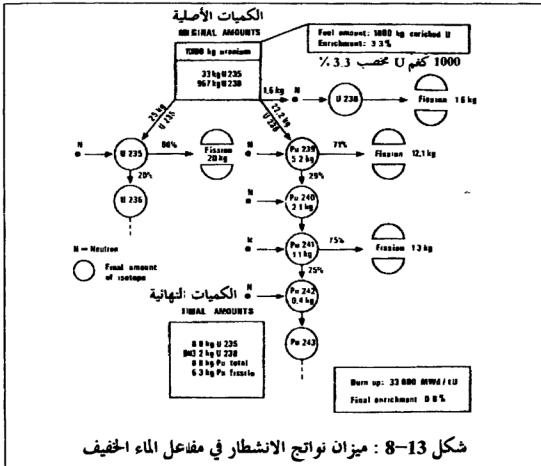 الكميات الأصلية
ORIGINAL AMOUNTS
1000 kg uranium
33 kg U 235
967 kg U 238
Fuel amount: 1000 kg enriched U
Enrichment: 3.3%
1000 كغم U مخصب 3.3 ٪
25 kg
U 235
22.2 kg
U 238
1,6 kg
N
U 238
Fission
1.6 kg
N
U 235
80%
Fission
20 kg
N
Pu 239
5.2 kg
71%
Fission
12,1 kg
20%
29%
U 236
N
Pu 240
2.1 kg
N
Pu 241
1.1 kg
75%
Fission
1.3 kg
N = Neutron
25%
Final amount
of isotope
الكميات النهائية
N
Pu 242
0.4 kg
FINAL AMOUNTS
8.0 kg U 235
943.2 kg U 238
8.8 kg Pu total
6.3 kg Pu fissile
Pu 243
Burn up: 33 000 MWd / tU
Final enrichment 0.8%
شكل 13–8 : ميزان نواتج الانشطار في مفاعل الماء الخفيف